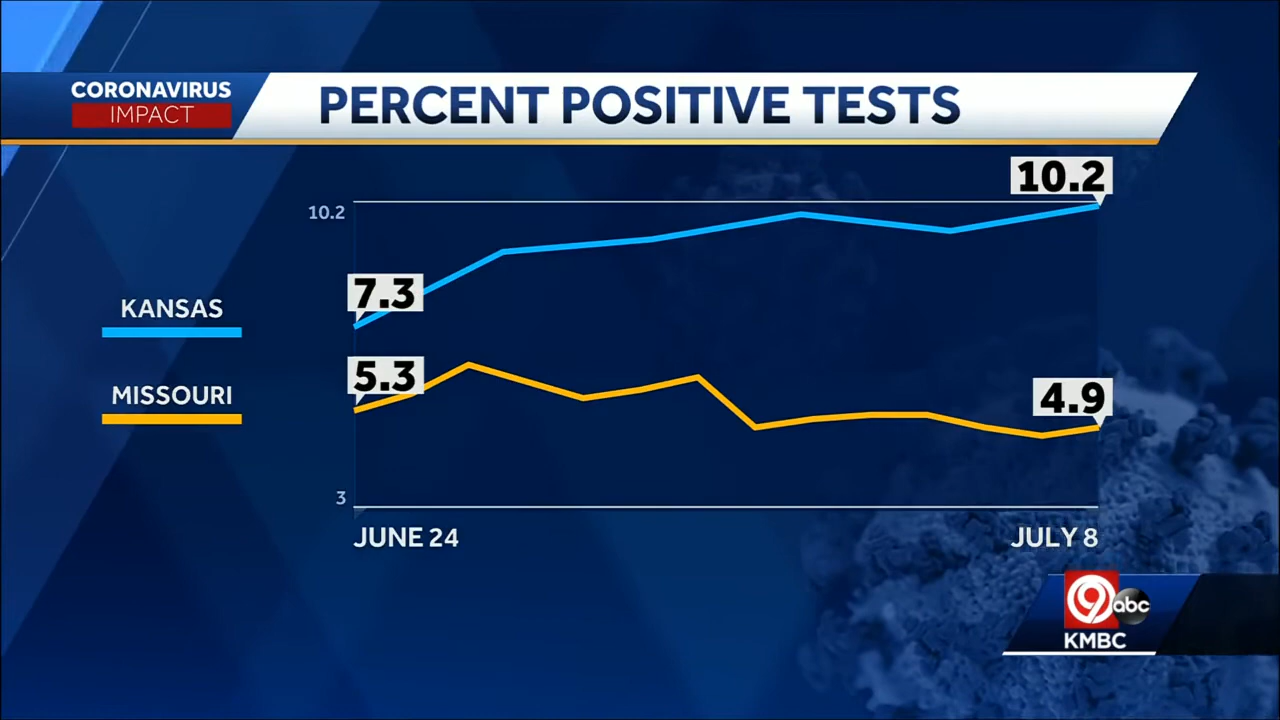 CORONAVIRUS
IMPACT
PERCENT POSITIVE TESTS
10.2
10.2
7.3
KANSAS
5.3
MISSOURI
4.9
3
JUNE 24
JULY 8
9 abc
KMBC